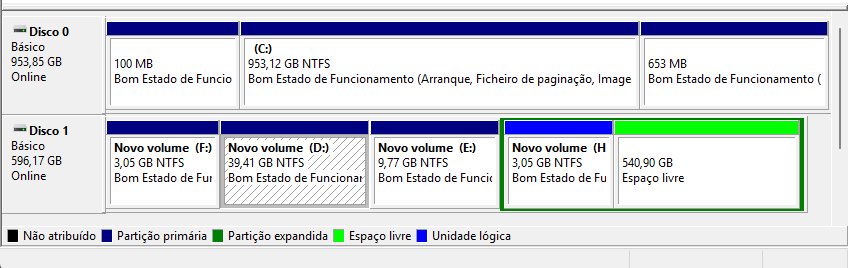 Disco 0
Básico
953,85 GB
Online
100 MB
Bom Estado de Funcio
(C:)
953,12 GB NTFS
Bom Estado de Funcionamento (Arranque, Ficheiro de paginação, Image
653 MB
Bom Estado de Funcionamento (
Disco 1
Básico
596,17 GB
Online
Novo volume (F:)
3,05 GB NTFS
Bom Estado de Fur
Novo volume (D:)
39,41 GB NTFS
Bom Estado de Funcionar
Novo volume (E:)
9,77 GB NTFS
Bom Estado de Funcic
Novo volume (H
3,05 GB NTFS
Bom Estado de Fu
540,90 GB
Espaço livre
Não atribuído
Partição primária
Partição expandida
Espaço livre
Unidade lógica